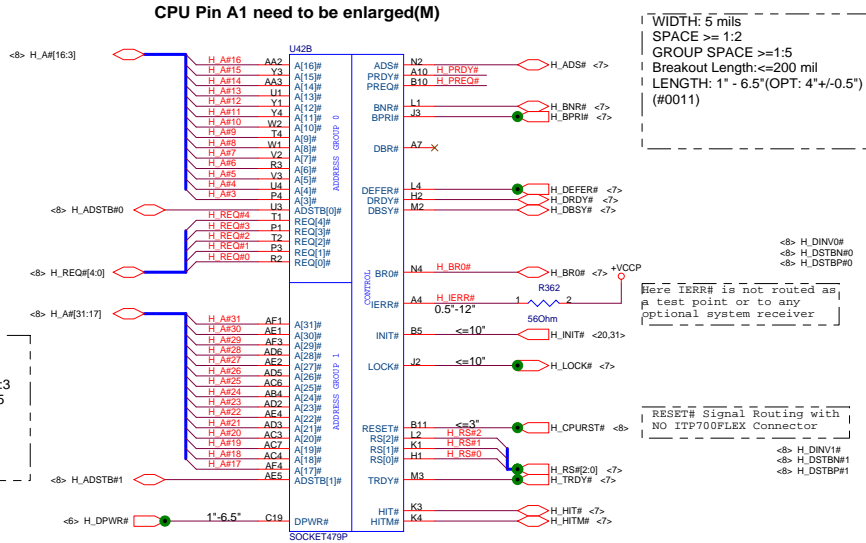 CPU Pin A1 need to be enlarged(M)
WIDTH: 5 mils
SPACE >= 1:2
GROUP SPACE >=1:5
Breakout Length:<=200 mil
LENGTH: 1" - 6.5"(OPT: 4"+/-0.5")
(#0011)
U42B
<8> H_A#[16:3]
H_A#16 AA2 A[16]#
H_A#15 Y3 A[15]#
H_A#14 AA3 A[14]#
H_A#13 U1 A[13]#
H_A#12 Y1 A[12]#
H_A#11 Y4 A[11]#
H_A#10 W2 A[10]#
H_A#9 T4 A[9]#
H_A#8 W1 A[8]#
H_A#7 V2 A[7]#
H_A#6 R3 A[6]#
H_A#5 V3 A[5]#
H_A#4 U4 A[4]#
H_A#3 P4 A[3]#
<8> H_ADSTB#0 U3 ADSTB[0]#
H_REQ#4 T1 REQ[4]#
H_REQ#3 P1 REQ[3]#
H_REQ#2 T2 REQ[2]#
H_REQ#1 P3 REQ[1]#
H_REQ#0 R2 REQ[0]#
<8> H_REQ#[4:0]
ADDRESS GROUP 0
<8> H_A#[31:17]
H_A#31 AF1 A[31]#
H_A#30 AE1 A[30]#
H_A#29 AF3 A[29]#
H_A#28 AD6 A[28]#
H_A#27 AE2 A[27]#
H_A#26 AD5 A[26]#
H_A#25 AC6 A[25]#
H_A#24 AB4 A[24]#
H_A#23 AD2 A[23]#
H_A#22 AE4 A[22]#
H_A#21 AD3 A[21]#
H_A#20 AC3 A[20]#
H_A#19 AC7 A[19]#
H_A#18 AC4 A[18]#
H_A#17 AF4 A[17]#
<8> H_ADSTB#1 AE5 ADSTB[1]#
ADDRESS GROUP 1
<6> H_DPWR# 1"-6.5" C19 DPWR#
SOCKET479P
:3
5
CONTROL
ADS# N2 H_ADS# <7>
PRDY# A10 H_PRDY#
PREQ# B10 H_PREQ#
BNR# L1 H_BNR# <7>
BPRI# J3 H_BPRI# <7>
DBR# A7
DEFER# L4 H_DEFER# <7>
DRDY# H2 H_DRDY# <7>
DBSY# M2 H_DBSY# <7>
BR0# N4 H_BR0# H_BR0# <7>
+VCCP
IERR# A4 H_IERR# 1 R362 2
0.5"-12" 56Ohm
INIT# B5 <=10" H_INIT# <20,31>
LOCK# J2 <=10" H_LOCK# <7>
RESET# B11 <=3" H_CPURST# <8>
RS[2]# L2 H_RS#2
RS[1]# K1 H_RS#1
RS[0]# H1 H_RS#0
H_RS#[2:0] <7>
TRDY# M3 H_TRDY# <7>
HIT# K3 H_HIT# <7>
HITM# K4 H_HITM# <7>
<8> H_DINV0#
<8> H_DSTBN#0
<8> H_DSTBP#0
Here IERR# is not routed as
a test point or to any
optional system receiver
RESET# Signal Routing with
NO ITP700FLEX Connector
<8> H_DINV1#
<8> H_DSTBN#1
<8> H_DSTBP#1